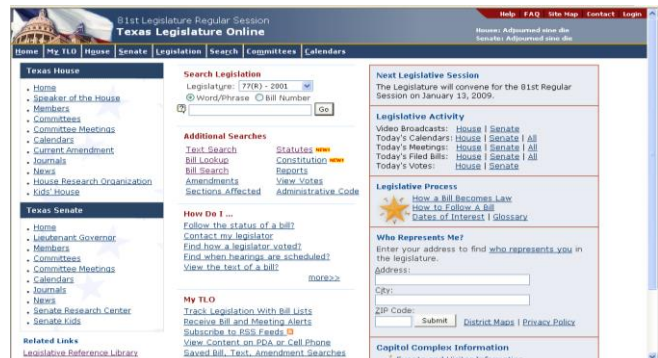 81st Legislature Regular Session
Texas Legislature Online
Help FAQ Site Map Contact Login
House: Adjourned sine die
Senate: Adjourned sine die
Home My TLO House Senate Legislation Search Committees Calendars
Texas House
Home
Speaker of the House
Members
Committees
Committee Meetings
Calendars
Current Amendment
Journals
News
House Research Organization
Kids' House
Texas Senate
Home
Lieutenant Governor
Members
Committees
Committee Meetings
Calendars
Journals
News
Senate Research Center
Senate Kids
Related Links
Legislative Reference Library
Search Legislation
Legislature: 77(R) - 2001
Word/Phrase Bill Number
Go
Additional Searches
Text Search Statutes NEW!
Bill Lookup Constitution NEW!
Bill Search Reports
Amendments View Votes
Sections Affected Administrative Code
How Do I ...
Follow the status of a bill?
Contact my legislator
Find how a legislator voted?
Find when hearings are scheduled?
View the text of a bill?
more>>
My TLO
Track Legislation With Bill Lists
Receive Bill and Meeting Alerts
Subscribe to RSS Feeds
View Content on PDA or Cell Phone
Saved Bill, Text, Amendment Searches
Next Legislative Session
The Legislature will convene for the 81st Regular
Session on January 13, 2009.
Legislative Activity
Video Broadcasts: House | Senate
Today's Calendars: House | Senate | All
Today's Meetings: House | Senate | All
Today's Filed Bills: House | Senate | All
Today's Votes: House | Senate
Legislative Process
How a Bill Becomes Law
How to Follow A Bill
Dates of Interest | Glossary
Who Represents Me?
Enter your address to find who represents you in
the legislature.
Address:
City:
ZIP Code:
Submit District Maps | Privacy Policy
Capitol Complex Information